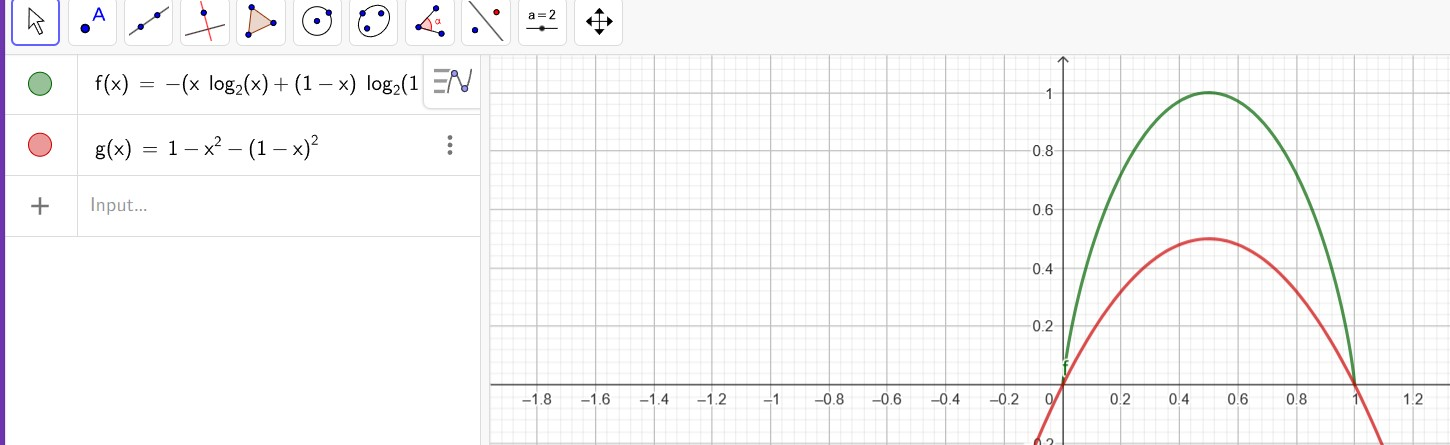 A
α
a=2
f(x) = −(x log₂(x) + (1 − x) log₂(1
g(x) = 1 − x² − (1 − x)²
+ Input...
1
0.8
0.6
0.4
0.2
f
−1.8 −1.6 −1.4 −1.2 −1 −0.8 −0.6 −0.4 −0.2 0 0.2 0.4 0.6 0.8 1 1.2